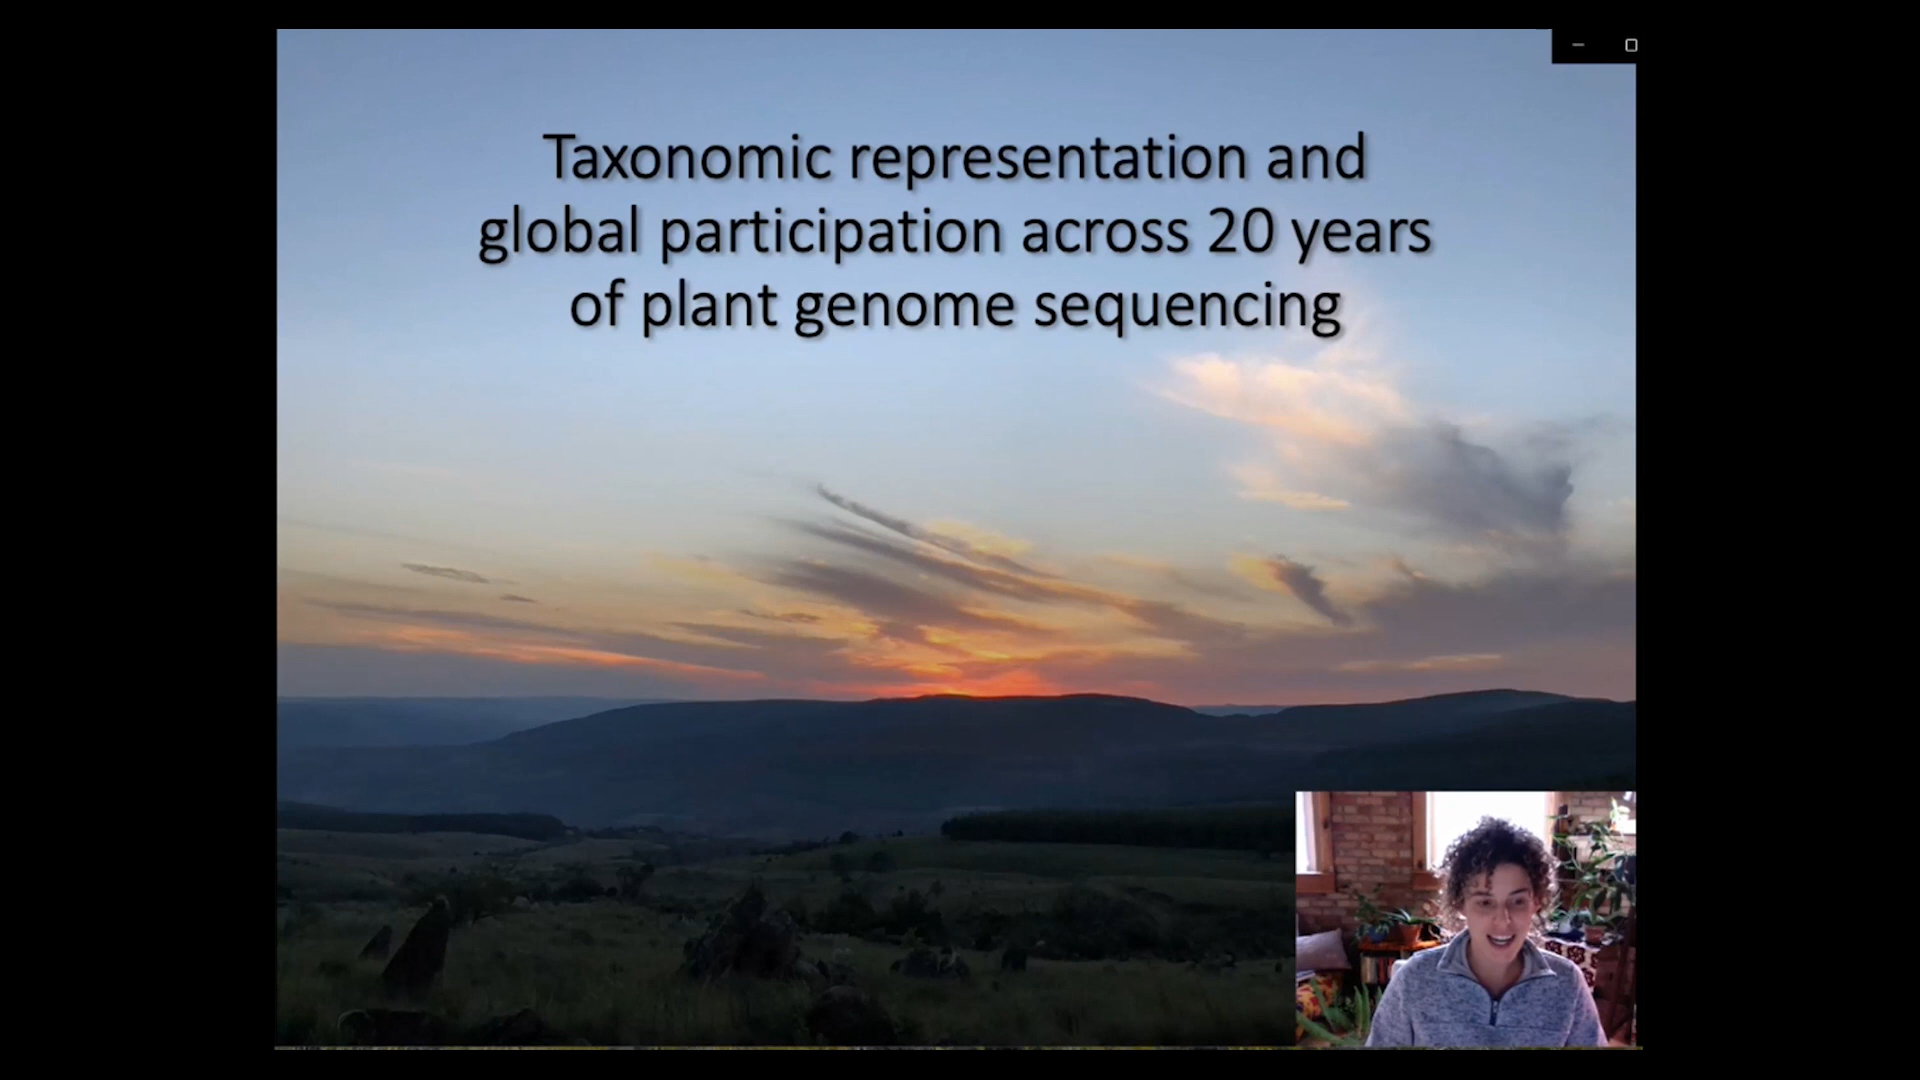 Taxonomic representation and
global participation across 20 years
of plant genome sequencing